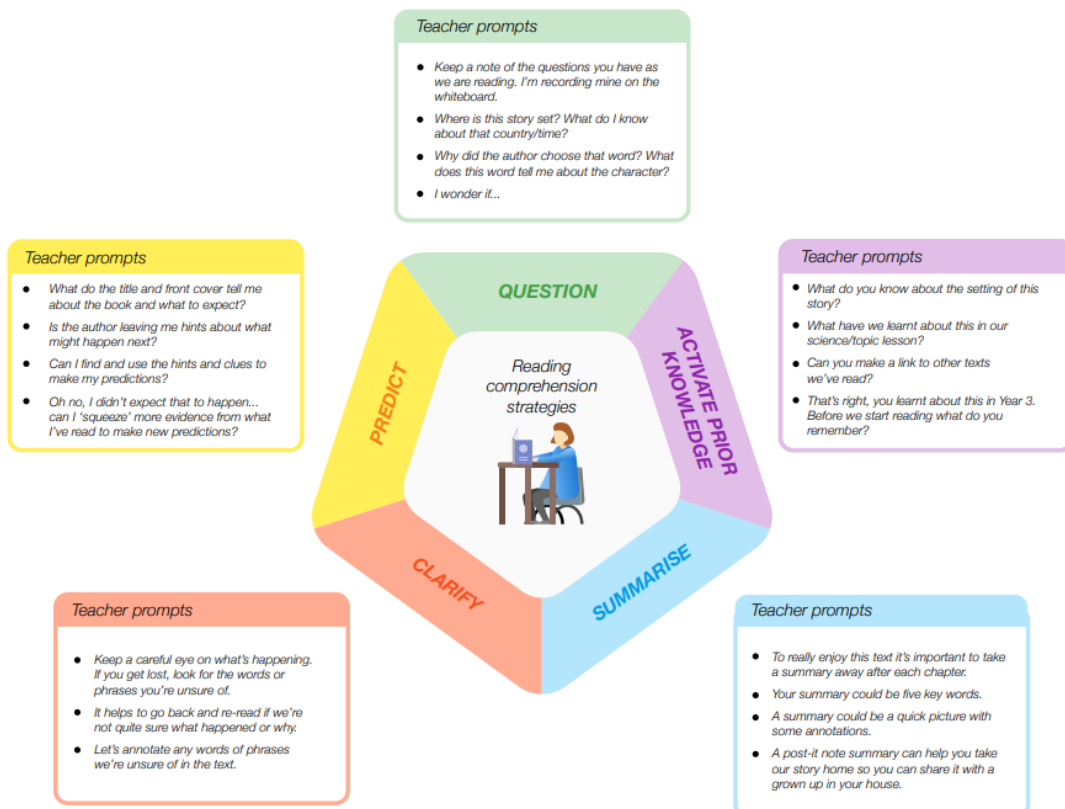 Teacher prompts
Keep a note of the questions you have as
we are reading. I'm recording mine on the
whiteboard.
Where is this story set? What do I know
about that country/time?
Why did the author choose that word? What
does this word tell me about the character?
I wonder if...
Teacher prompts
What do the title and front cover tell me
about the book and what to expect?
Is the author leaving me hints about what
might happen next?
Can I find and use the hints and clues to
make my predictions?
Oh no, I didn't expect that to happen...
can I 'squeeze' more evidence from what
I've read to make new predictions?
QUESTION
PREDICT
Reading
comprehension
strategies
ACTIVATE PRIOR
KNOWLEDGE
CLARIFY
SUMMARISE
Teacher prompts
What do you know about the setting of this
story?
What have we learnt about this in our
science/topic lesson?
Can you make a link to other texts
we've read?
That's right, you learnt about this in Year 3.
Before we start reading what do you
remember?
Teacher prompts
Keep a careful eye on what's happening.
If you get lost, look for the words or
phrases you're unsure of.
It helps to go back and re-read if we're
not quite sure what happened or why.
Let's annotate any words of phrases
we're unsure of in the text.
Teacher prompts
To really enjoy this text it's important to take
a summary away after each chapter.
Your summary could be five key words.
A summary could be a quick picture with
some annotations.
A post-it note summary can help you take
our story home so you can share it with a
grown up in your house.